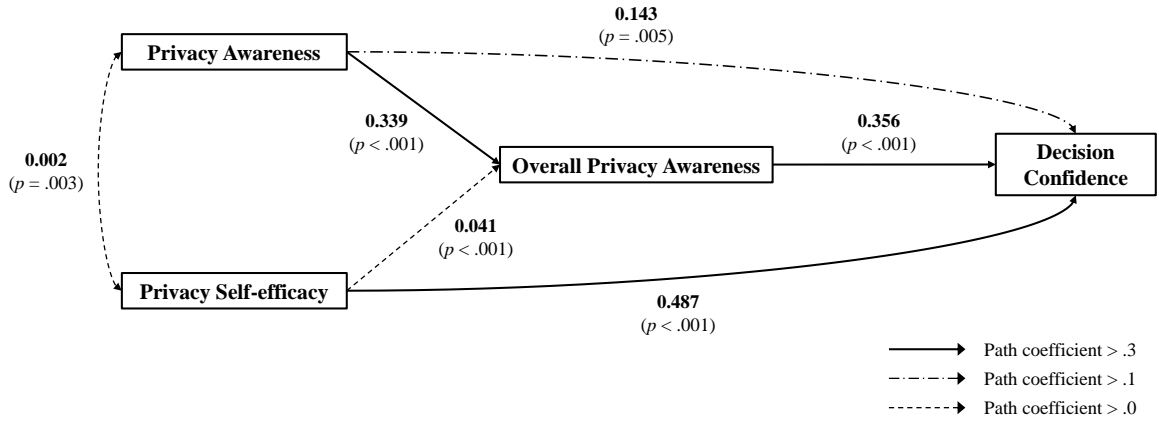 0.143
(p = .005)
Privacy Awareness
0.339
(p < .001)
0.356
(p < .001)
0.002
(p = .003)
Overall Privacy Awareness
Decision
Confidence
0.041
(p < .001)
Privacy Self-efficacy
0.487
(p < .001)
Path coefficient > .3
Path coefficient > .1
Path coefficient > .0